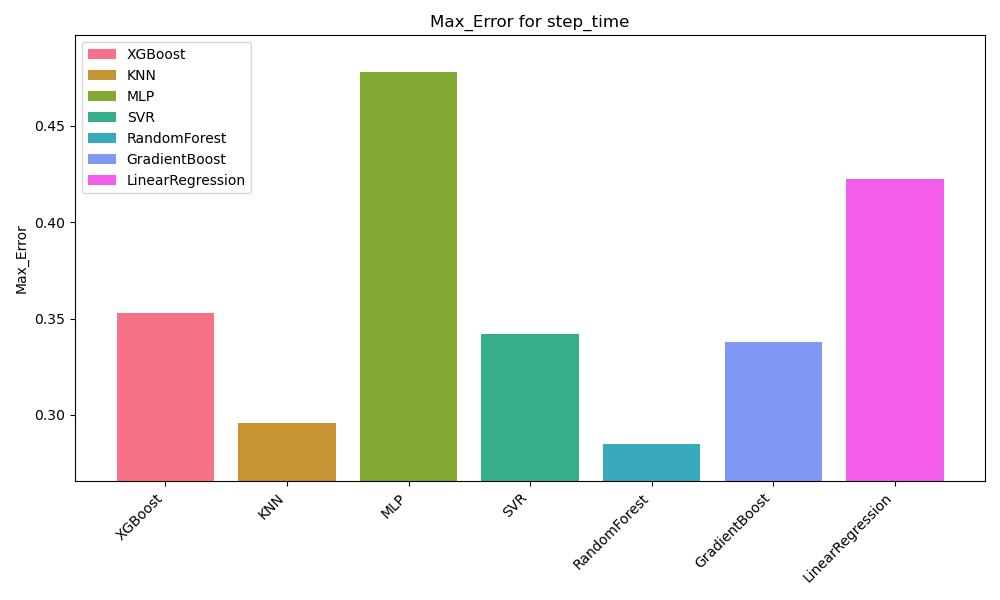 Max_Error for step_time
XGBoost
KNN
MLP
SVR
RandomForest
GradientBoost
LinearRegression
Max_Error
0.45
0.40
0.35
0.30
XGBoost
KNN
MLP
SVR
RandomForest
GradientBoost
LinearRegression